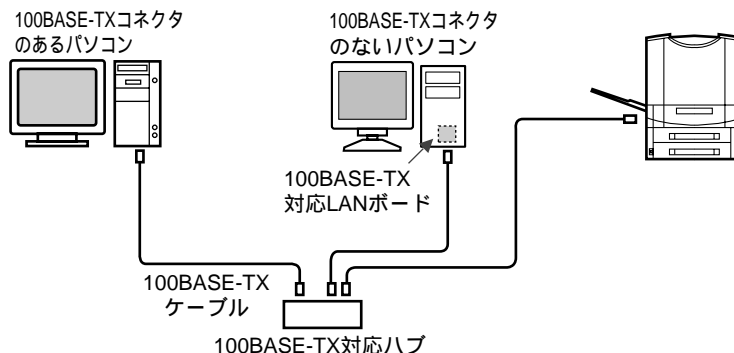 100BASE-TXコネクタ
のあるパソコン
100BASE-TXコネクタ
のないパソコン
100BASE-TX
対応LANボード
100BASE-TX
ケーブル
100BASE-TX対応ハブ